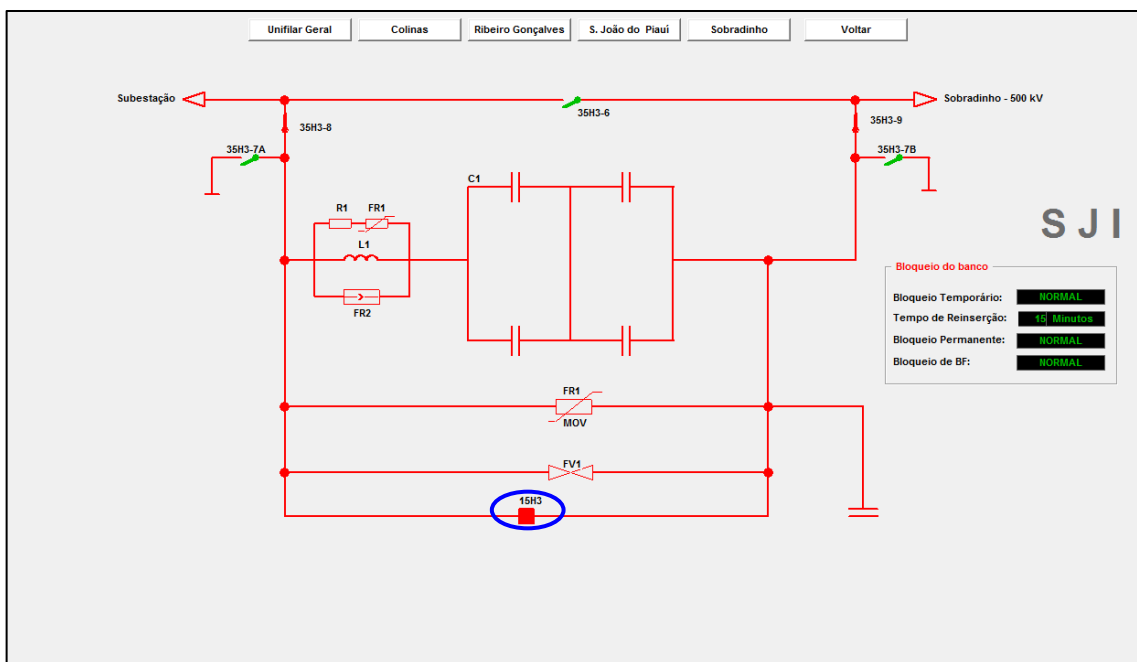 Unifilar Geral
Colinas
Ribeiro Gonçalves
S. João do Piauí
Sobradinho
Voltar
Subestação
Sobradinho - 500 kV
35H3-6
35H3-8
35H3-9
35H3-7A
35H3-7B
C1
R1
FR1
L1
FR2
S J I
Bloqueio do banco
Bloqueio Temporário: NORMAL
Tempo de Reinserção: 15 Minutos
Bloqueio Permanente: NORMAL
Bloqueio de BF: NORMAL
FR1
MOV
FV1
15H3